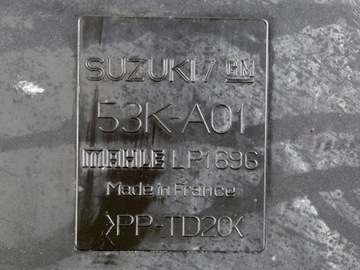 SUZUKI / GM
53K-A01
MAHLE LP1696
Made in France
>PP-TD20<